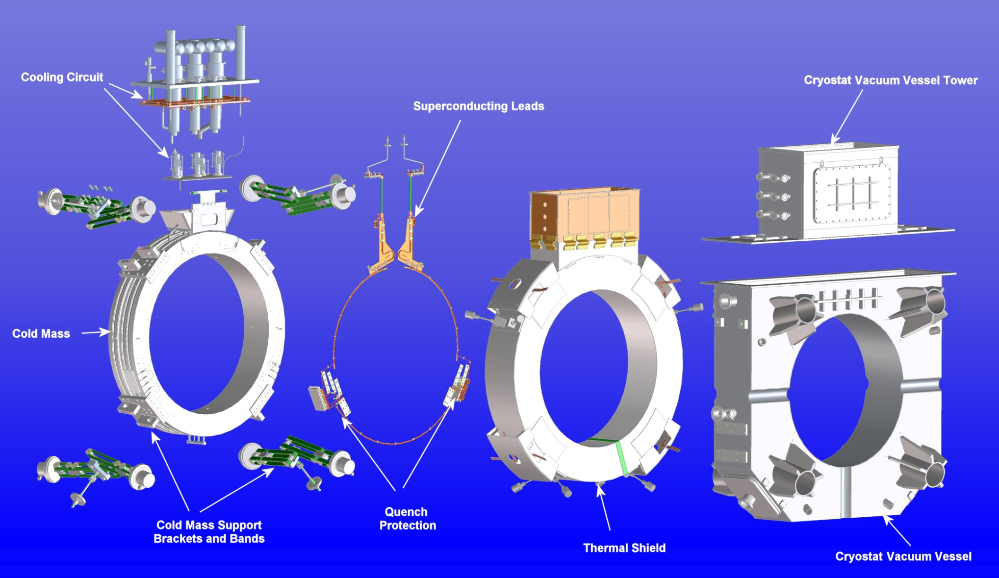 Cooling Circuit
Cryostat Vacuum Vessel Tower
Superconducting Leads
Cold Mass
Quench
Protection
Cold Mass Support
Brackets and Bands
Thermal Shield
Cryostat Vacuum Vessel